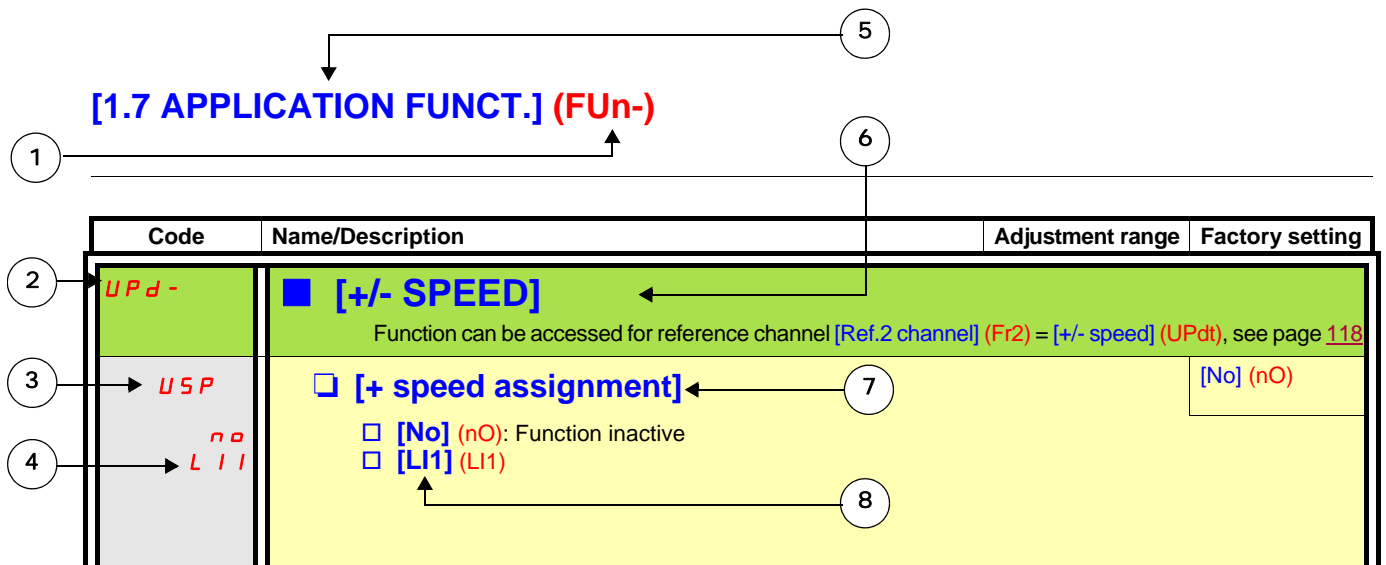 5
[1.7 APPLICATION FUNCT.] (FUn-)
1
6
Code Name/Description Adjustment range Factory setting
2
UPd-
[+/- SPEED]
Function can be accessed for reference channel [Ref.2 channel] (Fr2) = [+/- speed] (UPdt), see page 118
3
USP
[+ speed assignment]
7
[No] (nO)
no
[No] (nO): Function inactive
4
LI1
[LI1] (LI1)
8